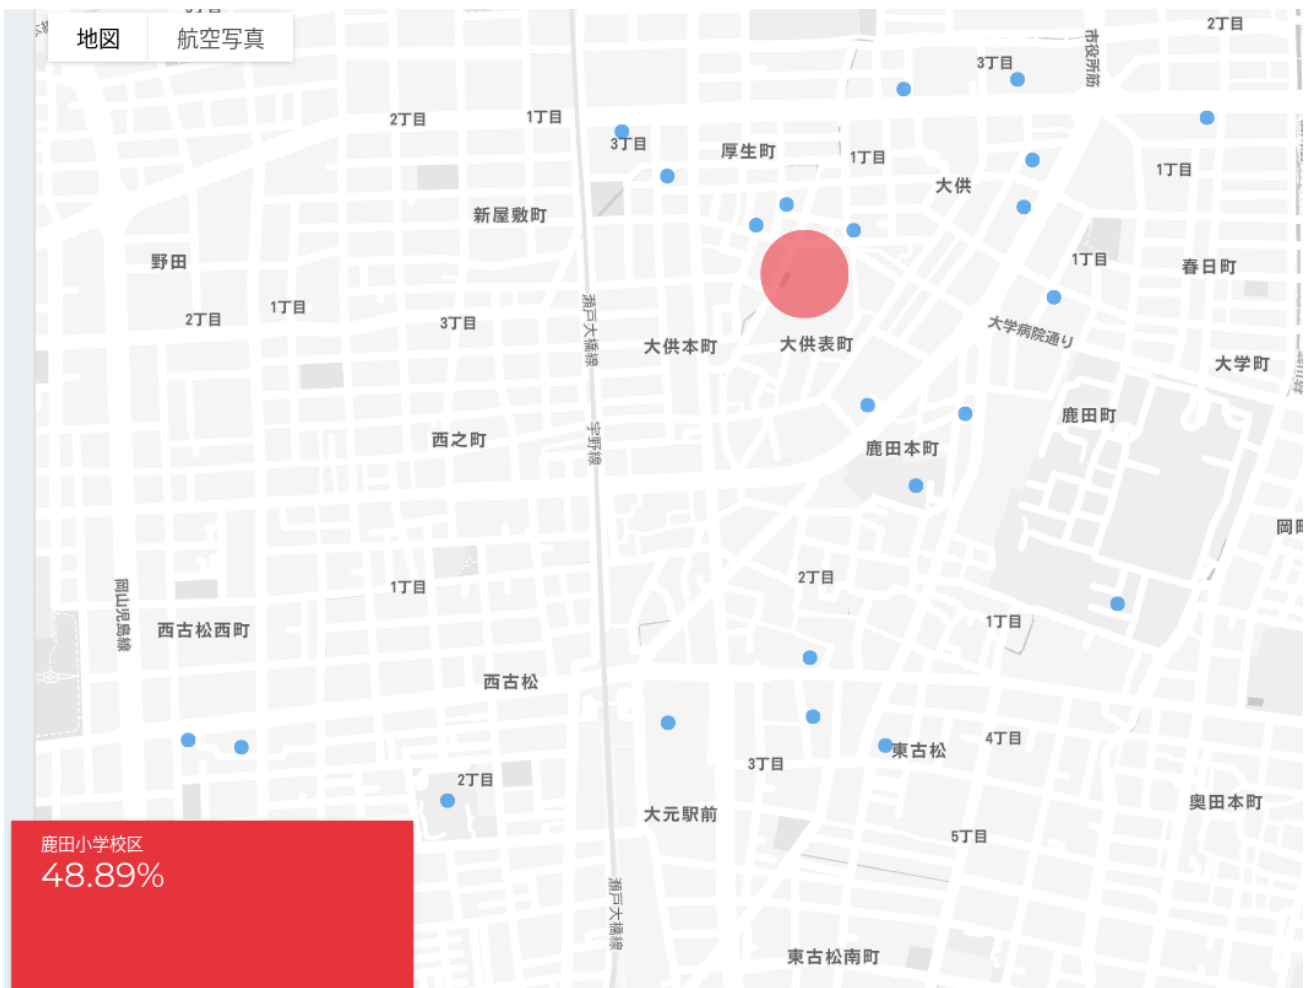 地図
航空写真
2丁目
市役所筋
3丁目
2丁目
1丁目
3丁目
厚生町
1丁目
1丁目
大供
新屋敷町
野田
1丁目
春日町
1丁目
2丁目
3丁目
瀬戸大橋線
大学病院通り
大供本町
大供表町
大学町
鹿田町
西之町
宇野線
鹿田本町
2丁目
1丁目
岡山児島線
1丁目
西古松西町
西古松
4丁目
東古松
3丁目
2丁目
奥田本町
大元駅前
5丁目
鹿田小学校区
48.89%
瀬戸大橋線
東古松南町